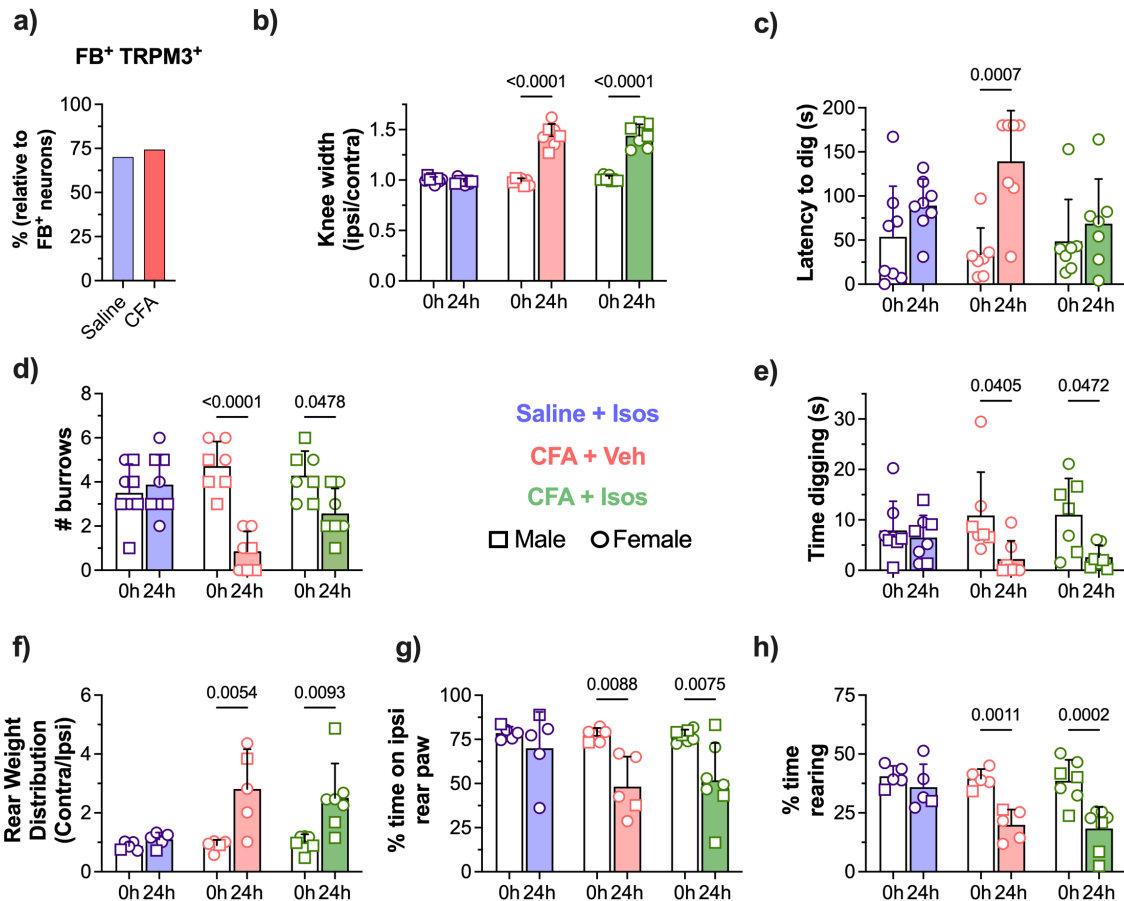 a)
FB+ TRPM3+
% (relative to
FB+ neurons)
100
75
50
25
0
Saline
CFA
b)
Knee width
(ipsi/contra)
1.5
1.0
0.5
0.0
<0.0001
<0.0001
0h 24h
0h 24h
0h 24h
c)
Latency to dig (s)
200
150
100
50
0
0.0007
0h 24h
0h 24h
0h 24h
d)
# burrows
8
6
4
2
0
<0.0001
0.0478
0h 24h
0h 24h
0h 24h
Saline + Isos
CFA + Veh
CFA + Isos
Male
Female
e)
Time digging (s)
30
20
10
0
0.0405
0.0472
0h 24h
0h 24h
0h 24h
f)
Rear Weight
Distribution
(Contra/Ipsi)
6
4
2
0
0.0054
0.0093
0h 24h
0h 24h
0h 24h
g)
% time on ipsi
rear paw
100
75
50
25
0
0.0088
0.0075
0h 24h
0h 24h
0h 24h
h)
% time
rearing
75
50
25
0
0.0011
0.0002
0h 24h
0h 24h
0h 24h